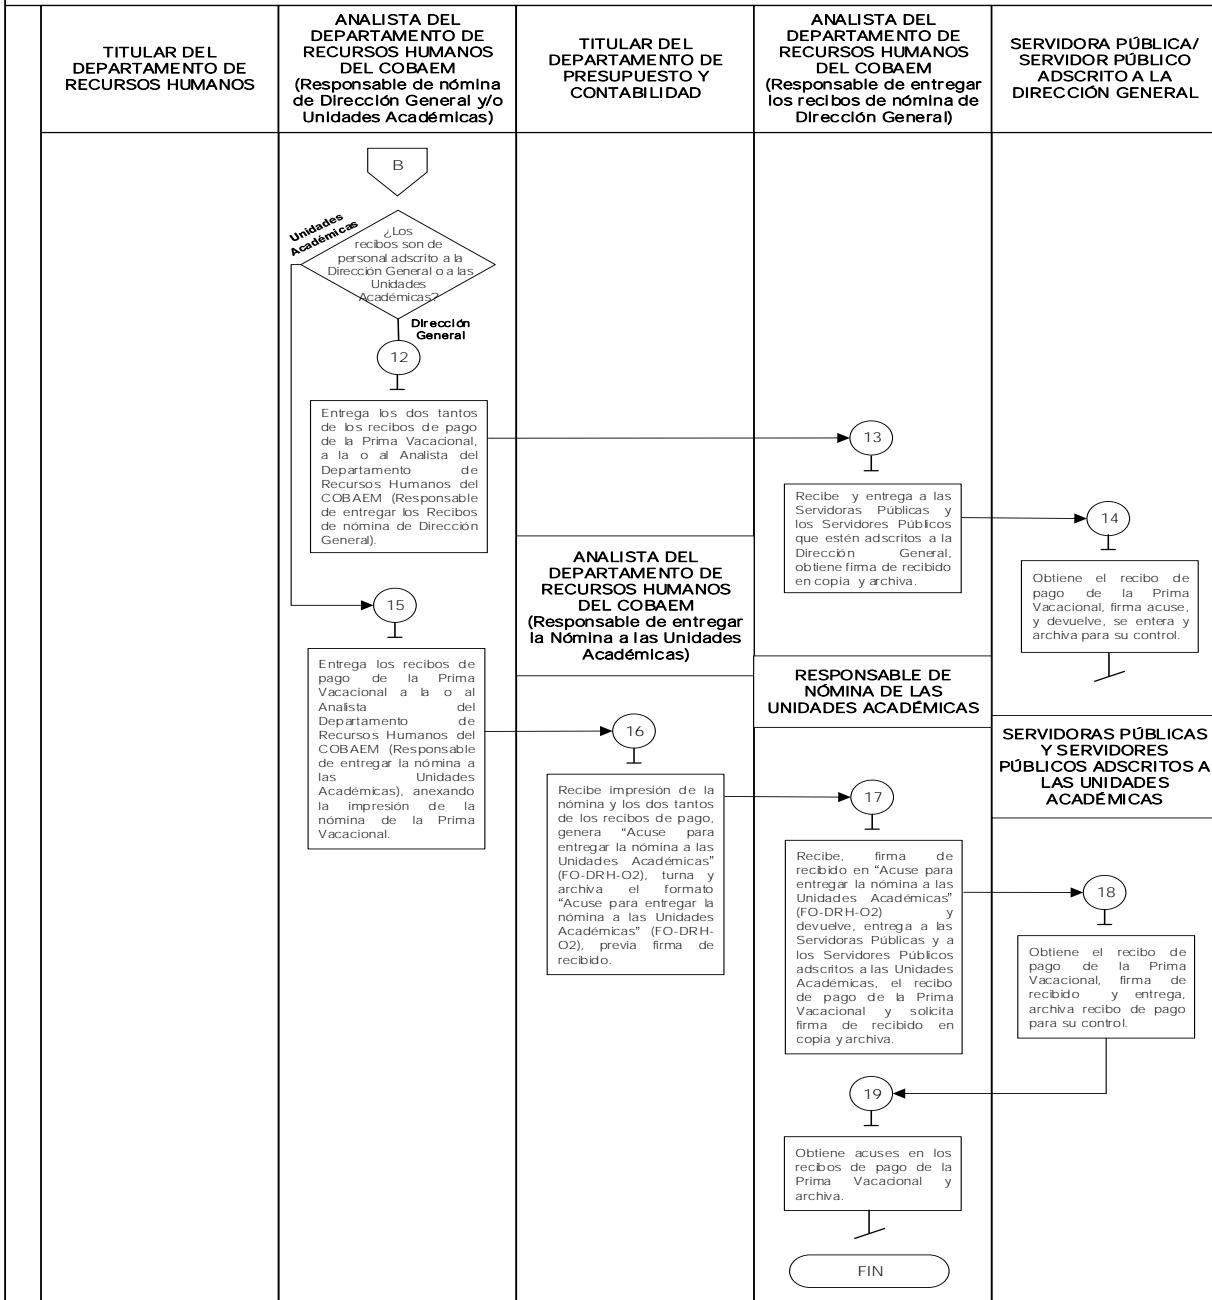 TITULAR DEL
DEPARTAMENTO DE
RECURSOS HUMANOS
ANALISTA DEL
DEPARTAMENTO DE
RECURSOS HUMANOS
DEL COBAEM
(Responsable de nómina
de Dirección General y/o
Unidades Académicas)
TITULAR DEL
DEPARTAMENTO DE
PRESUPUESTO Y
CONTABILIDAD
ANALISTA DEL
DEPARTAMENTO DE
RECURSOS HUMANOS
DEL COBAEM
(Responsable de entregar
los recibos de nómina de
Dirección General)
SERVIDORA PÚBLICA/
SERVIDOR PÚBLICO
ADSCRITO A LA
DIRECCIÓN GENERAL
B
Unidades
Académicas
¿Los
recibos son de
personal adscrito a la
Dirección General o a las
Unidades
Académicas?
Dirección
General
12
Entrega los dos tantos
de los recibos de pago
de la Prima Vacacional,
a la o al Analista del
Departamento de
Recursos Humanos del
COBAEM (Responsable
de entregar los Recibos
de nómina de Dirección
General).
13
Recibe y entrega a las
Servidoras Públicas y
los Servidores Públicos
que estén adscritos a la
Dirección General,
obtiene firma de recibido
en copia y archiva.
14
Obtiene el recibo de
pago de la Prima
Vacacional, firma acuse,
y devuelve, se entera y
archiva para su control.
ANALISTA DEL
DEPARTAMENTO DE
RECURSOS HUMANOS
DEL COBAEM
(Responsable de entregar
la Nómina a las Unidades
Académicas)
RESPONSABLE DE
NÓMINA DE LAS
UNIDADES ACADÉMICAS
SERVIDORAS PÚBLICAS
Y SERVIDORES
PÚBLICOS ADSCRITOS A
LAS UNIDADES
ACADÉMICAS
15
Entrega los recibos de
pago de la Prima
Vacacional a la o al
Analista del
Departamento de
Recursos Humanos del
COBAEM (Responsable
de entregar la nómina a
las Unidades
Académicas), anexando
la impresión de la
nómina de la Prima
Vacacional.
16
Recibe impresión de la
nómina y los dos tantos
de los recibos de pago,
genera “Acuse para
entregar la nómina a las
Unidades Académicas”
(FO-DRH-O2), turna y
archiva el formato
“Acuse para entregar la
nómina a las Unidades
Académicas” (FO-DRH-
O2), previa firma de
recibido.
17
Recibe, firma de
recibido en “Acuse para
entregar la nómina a las
Unidades Académicas”
(FO-DRH-O2) y
devuelve, entrega a las
Servidoras Públicas y a
los Servidores Públicos
adscritos a las Unidades
Académicas, el recibo
de pago de la Prima
Vacacional y solicita
firma de recibido en
copia y archiva.
18
Obtiene el recibo de
pago de la Prima
Vacacional, firma de
recibido y entrega,
archiva recibo de pago
para su control.
19
Obtiene acuses en los
recibos de pago de la
Prima Vacacional y
archiva.
FIN